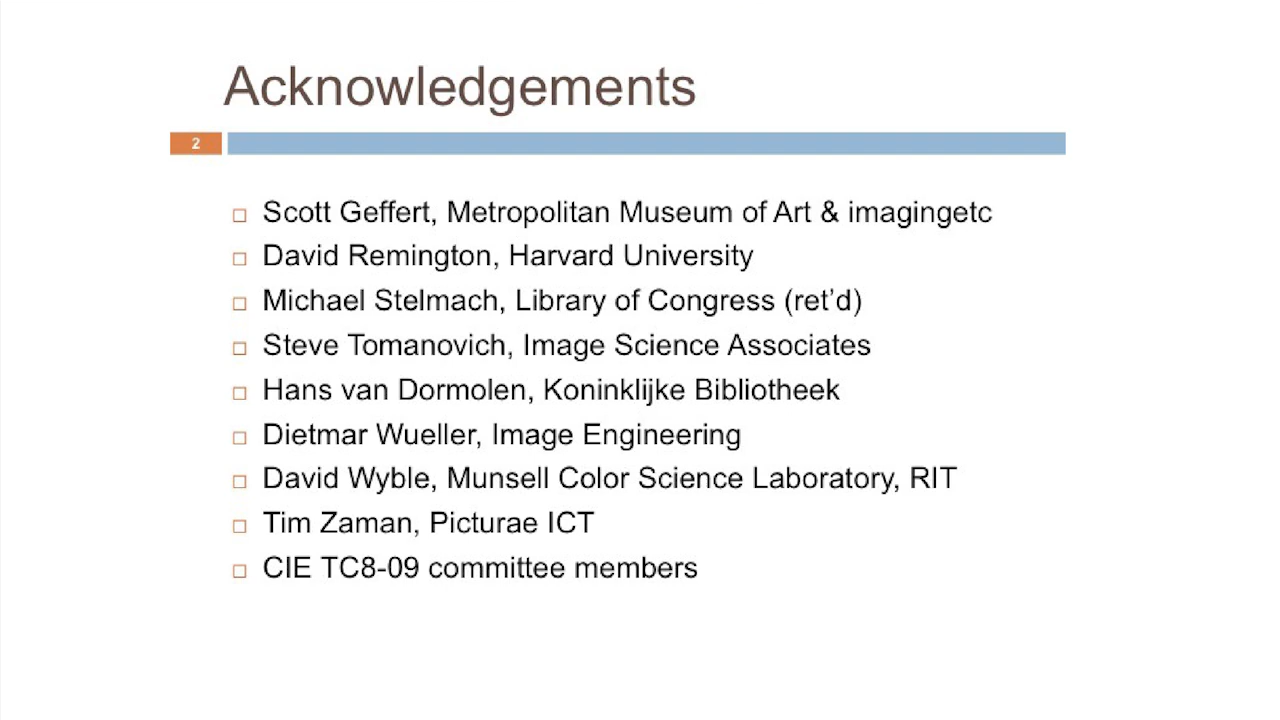 Acknowledgements
2
Scott Geffert, Metropolitan Museum of Art & imagingetc
David Remington, Harvard University
Michael Stelmach, Library of Congress (ret’d)
Steve Tomanovich, Image Science Associates
Hans van Dormolen, Koninklijke Bibliotheek
Dietmar Wueller, Image Engineering
David Wyble, Munsell Color Science Laboratory, RIT
Tim Zaman, Picturae ICT
CIE TC8-09 committee members